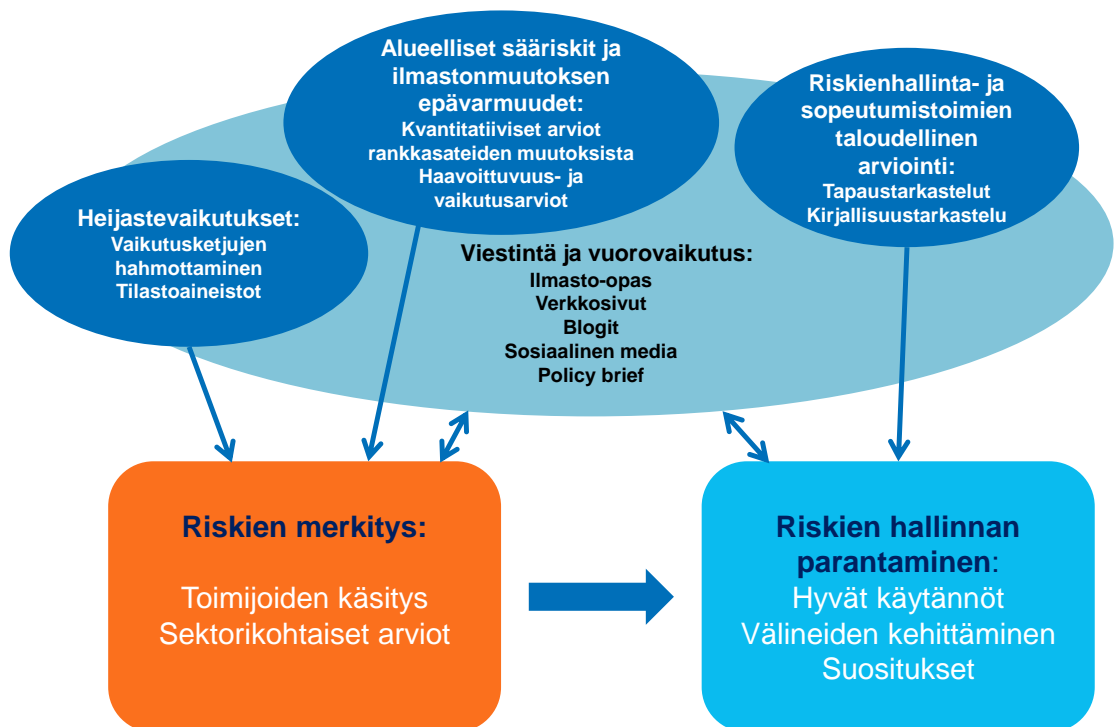 Alueelliset sääriskit ja
ilmastonmuutoksen
epävarmuudet:
Kvantitatiiviset arviot
rankkasateiden muutoksista
Haavoittuvuus- ja
vaikutusarviot
Riskienhallinta- ja
sopeutumistoimien
taloudellinen
arviointi:
Tapaustarkastelut
Kirjallisuustarkastelu
Heijastevaikutukset:
Vaikutusketjujen
hahmottaminen
Tilastoaineistot
Viestintä ja vuorovaikutus:
Ilmasto-opas
Verkkosivut
Blogit
Sosiaalinen media
Policy brief
Riskien merkitys:
Toimijoiden käsitys
Sektorikohtaiset arviot
Riskien hallinnan
parantaminen:
Hyvät käytännöt
Välineiden kehittäminen
Suositukset